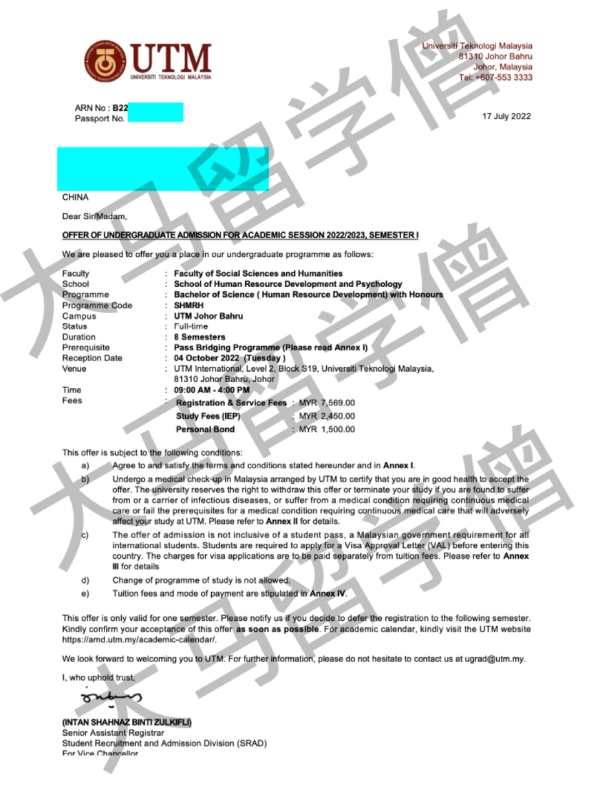 UTM
UNIVERSITI TEKNOLOGI MALAYSIA
Universiti Teknologi Malaysia
81310 Johor Bahru
Johor, Malaysia
Tel: +607-553 3333
ARN No : B22
Passport No.
17 July 2022
CHINA
Dear Sir/Madam,
OFFER OF UNDERGRADUATE ADMISSION FOR ACADEMIC SESSION 2022/2023, SEMESTER I
We are pleased to offer you a place in our undergraduate programme as follows:
Faculty : Faculty of Social Sciences and Humanities
School : School of Human Resource Development and Psychology
Programme : Bachelor of Science ( Human Resource Development) with Honours
Programme Code : SHMRH
Campus : UTM Johor Bahru
Status : Full-time
Duration : 8 Semesters
Prerequisite : Pass Bridging Programme (Please read Annex I)
Reception Date : 04 October 2022 (Tuesday )
Venue : UTM International, Level 2, Block S19, Universiti Teknologi Malaysia,
81310 Johor Bahru, Johor
Time : 09:00 AM - 4:00 PM
Fees : Registration & Service Fees : MYR 7,569.00
Study Fees (IEP) : MYR 2,450.00
Personal Bond : MYR 1,500.00
This offer is subject to the following conditions:
a) Agree to and satisfy the terms and conditions stated hereunder and in Annex I.
b) Undergo a medical check-up in Malaysia arranged by UTM to certify that you are in good health to accept the
offer. The university reserves the right to withdraw this offer or terminate your study if you are found to suffer
from or a carrier of infectious diseases, or suffer from a medical condition requiring continuous medical
care or fail the prerequisites for a medical condition requiring continuous medical care that will adversely
affect your study at UTM. Please refer to Annex II for details.
c) The offer of admission is not inclusive of a student pass, a Malaysian government requirement for all
international students. Students are required to apply for a Visa Approval Letter (VAL) before entering this
country. The charges for visa applications are to be paid separately from tuition fees. Please refer to Annex
III for details
d) Change of programme of study is not allowed.
e) Tuition fees and mode of payment are stipulated in Annex IV.
This offer is only valid for one semester. Please notify us if you decide to defer the registration to the following semester.
Kindly confirm your acceptance of this offer as soon as possible. For academic calendar, kindly visit the UTM website
https://amd.utm.my/academic-calendar/.
We look forward to welcoming you to UTM. For further information, please do not hesitate to contact us at ugrad@utm.my.
I, who uphold trust,
(INTAN SHAHNAZ BINTI ZULKIFLI)
Senior Assistant Registrar
Student Recruitment and Admission Division (SRAD)
For Vice Chancellor
大马留学僧
大马留学僧
大马留学僧